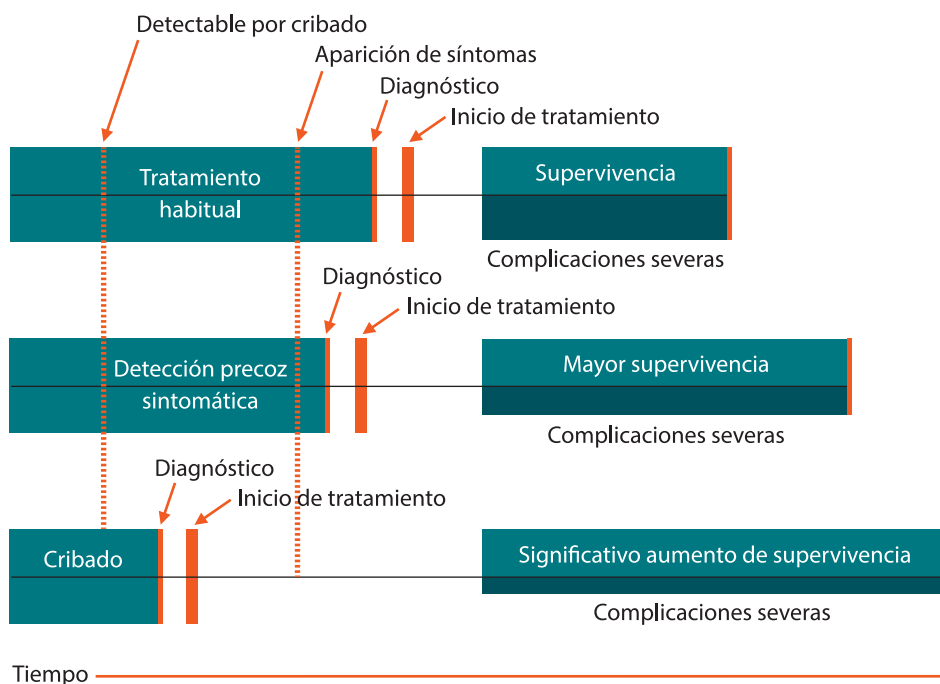 Detectable por cribado
Aparición de síntomas
Diagnóstico
Inicio de tratamiento
Tratamiento
habitual
Supervivencia
Complicaciones severas
Diagnóstico
Inicio de tratamiento
Detección precoz
sintomática
Mayor supervivencia
Complicaciones severas
Diagnóstico
Inicio de tratamiento
Cribado
Significativo aumento de supervivencia
Complicaciones severas
Tiempo